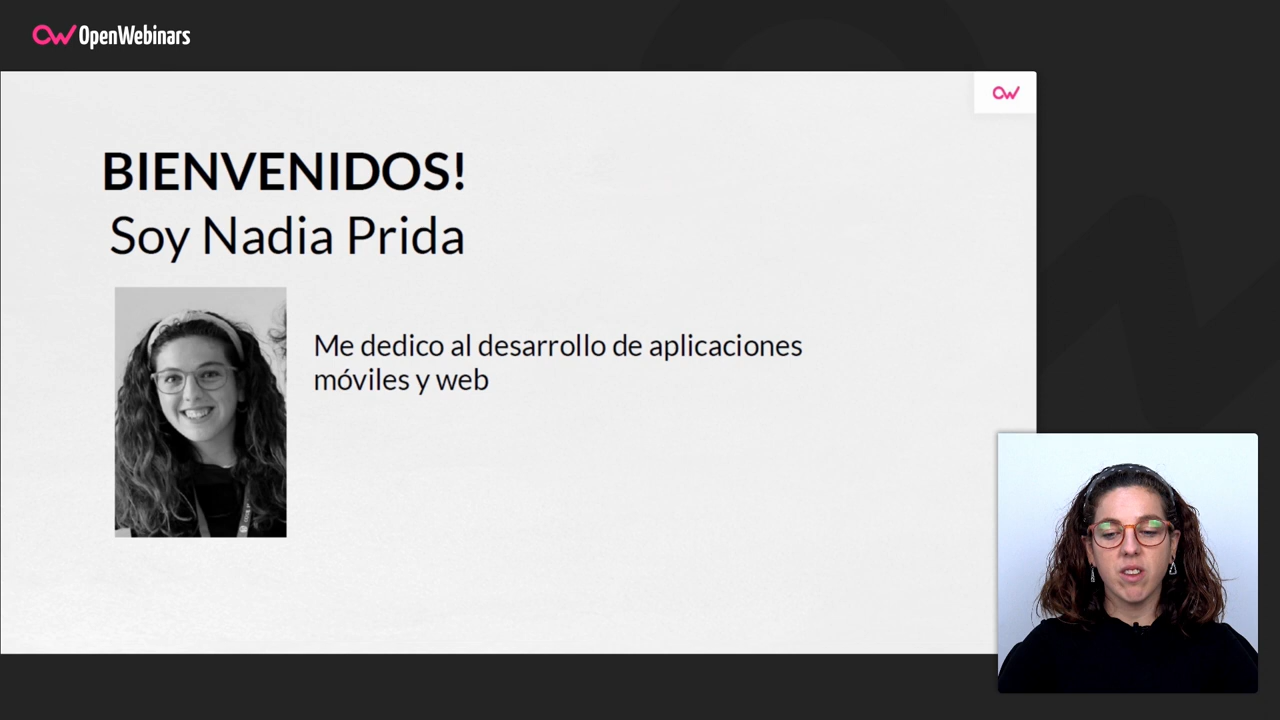 OpenWebinars
BIENVENIDOS!
Soy Nadia Prida
Me dedico al desarrollo de aplicaciones
móviles y web